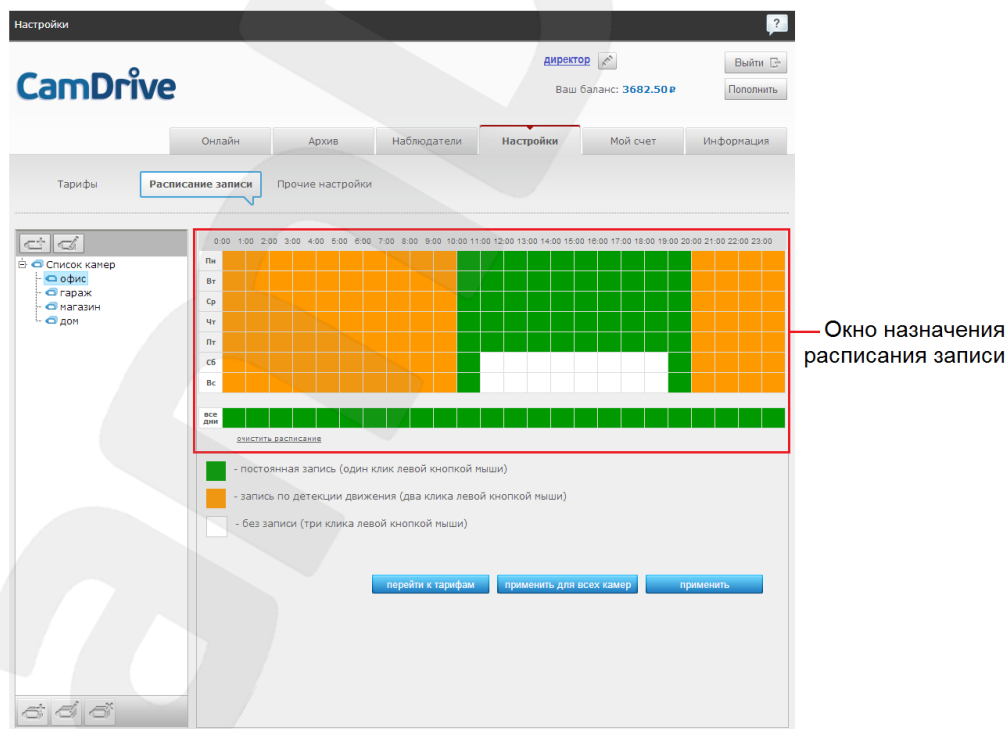 Настройки
?
CamDrive
директор
Выйти
Ваш баланс: 3682.50 ₽
Пополнить
Онлайн Архив Наблюдатели Настройки Мой счет Информация
Тарифы Расписание записи Прочие настройки
0:00 1:00 2:00 3:00 4:00 5:00 6:00 7:00 8:00 9:00 10:00 11:00 12:00 13:00 14:00 15:00 16:00 17:00 18:00 19:00 20:00 21:00 22:00 23:00
Список камер
офис
гараж
магазин
дом
Пн
Вт
Ср
Чт
Пт
Сб
Вс
все
дни
очистить расписание
Окно назначения
расписания записи
- постоянная запись (один клик левой кнопкой мыши)
- запись по детекции движения (два клика левой кнопкой мыши)
- без записи (три клика левой кнопкой мыши)
перейти к тарифам применить для всех камер применить